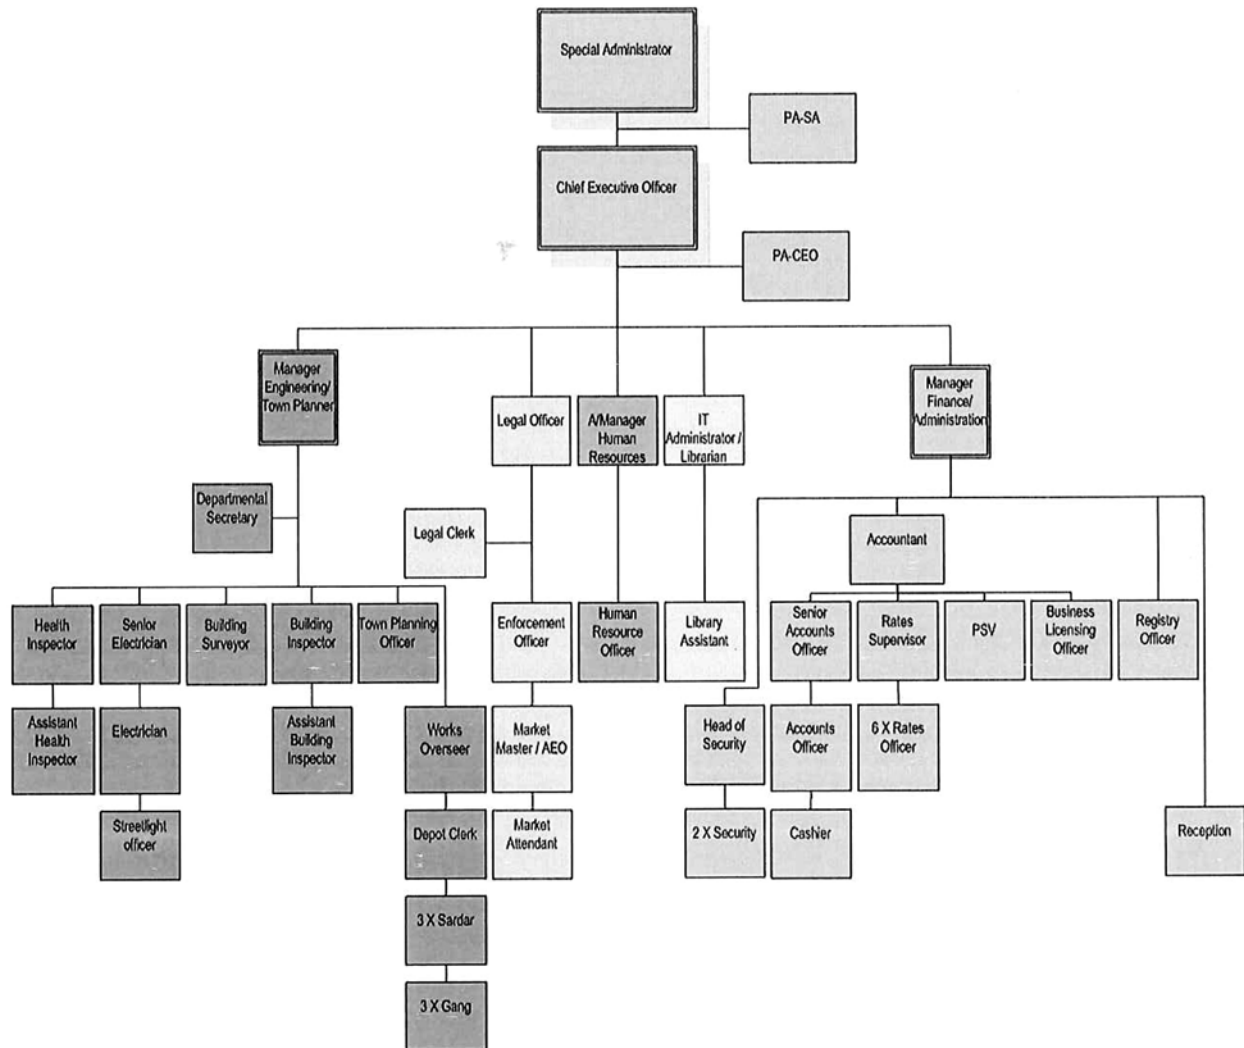 Special Administrator
PA-SA
Chief Executive Officer
PA-CEO
Manager
Engineering/
Town Planner
Legal Officer
A/Manager
Human
Resources
IT
Administrator /
Librarian
Manager
Finance/
Administration
Departmental
Secretary
Legal Clerk
Accountant
Health
Inspector
Senior
Electrician
Building
Surveyor
Building
Inspector
Town Planning
Officer
Enforcement
Officer
Human
Resource
Officer
Library
Assistant
Senior
Accounts
Officer
Rates
Supervisor
PSV
Business
Licensing
Officer
Registry
Officer
Assistant
Health
Inspector
Electrician
Assistant
Building
Inspector
Works
Overseer
Market
Master / AEO
Head of
Security
Accounts
Officer
6 X Rates
Officer
Streetlight
officer
Depot Clerk
Market
Attendant
2 X Security
Cashier
Reception
3 X Sardar
3 X Gang